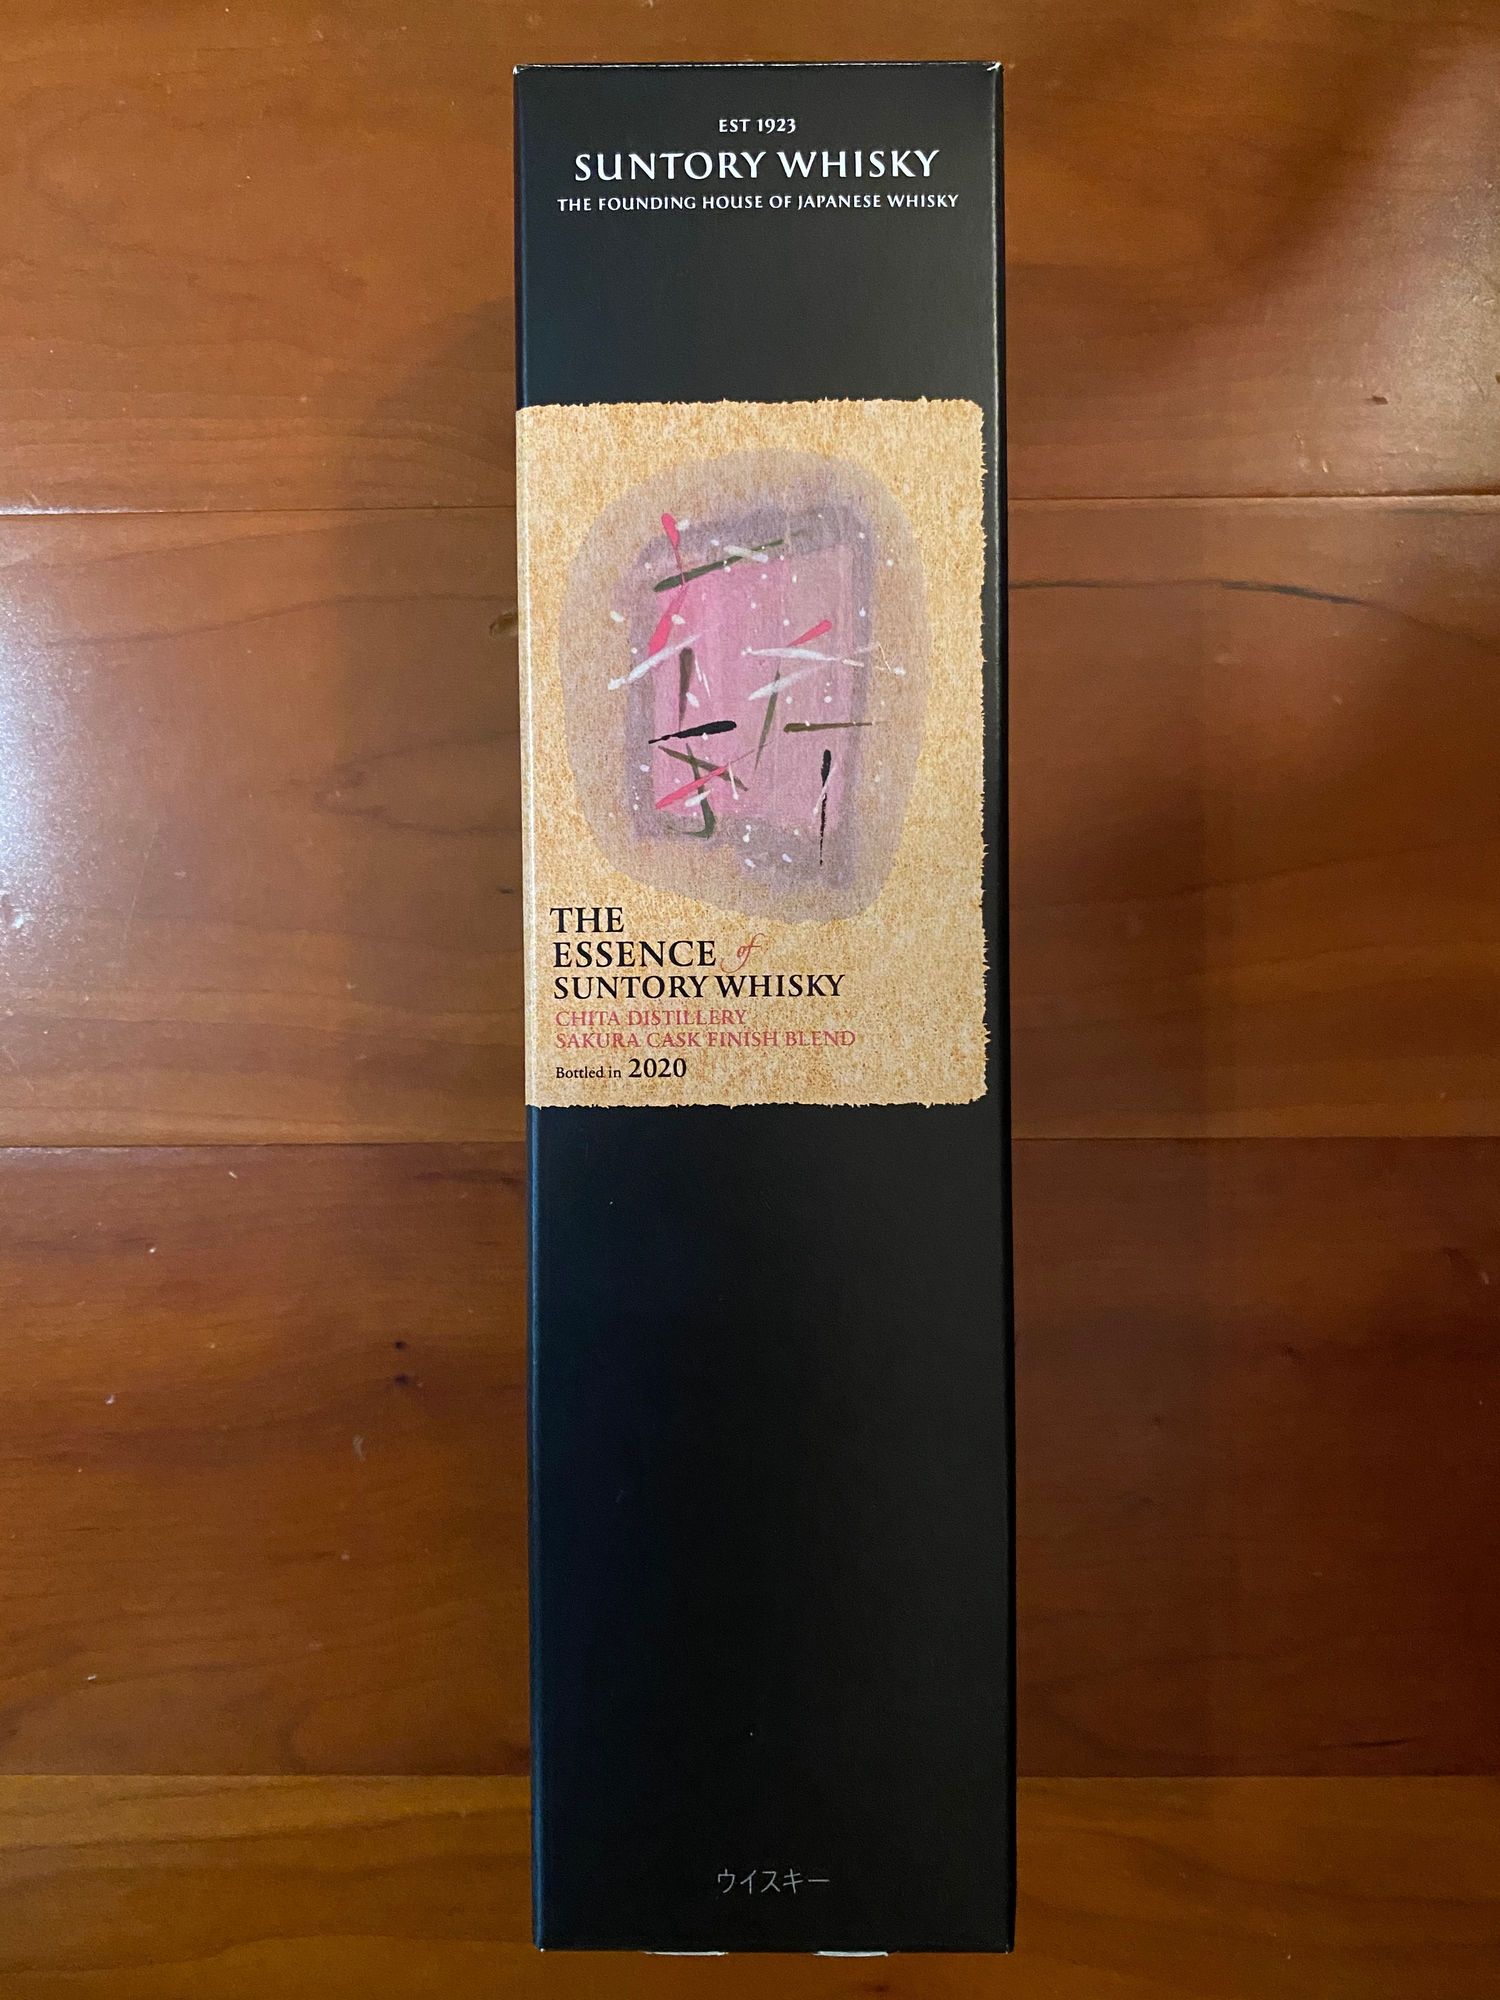 EST 1923
SUNTORY WHISKY
THE FOUNDING HOUSE OF JAPANESE WHISKY
THE
ESSENCE of
SUNTORY WHISKY
CHITA DISTILLERY
SAKURA CASK FINISH BLEND
Bottled in 2020
ウイスキー